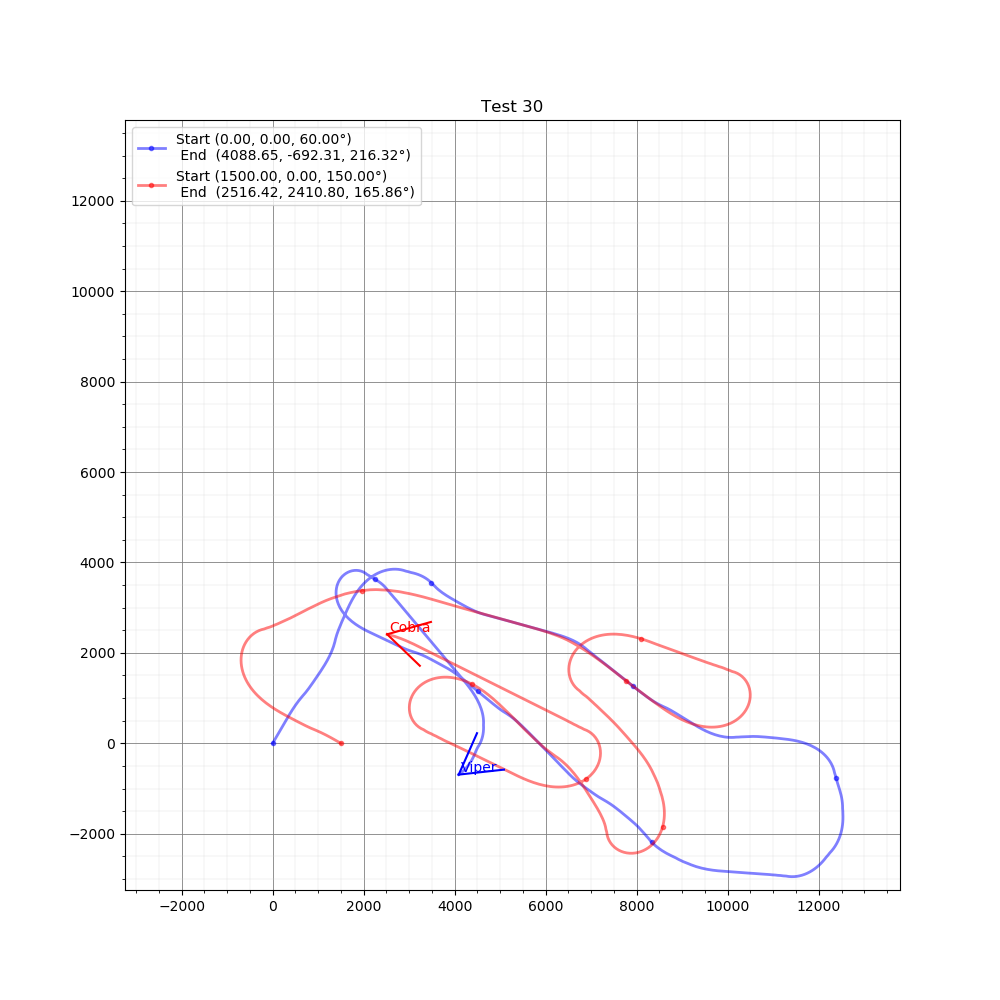 Test 30
Start (0.00, 0.00, 60.00°)
End (4088.65, -692.31, 216.32°)
Start (1500.00, 0.00, 150.00°)
End (2516.42, 2410.80, 165.86°)
12000
10000
8000
6000
4000
2000
0
−2000
Cobra
Viper
−2000 0 2000 4000 6000 8000 10000 12000